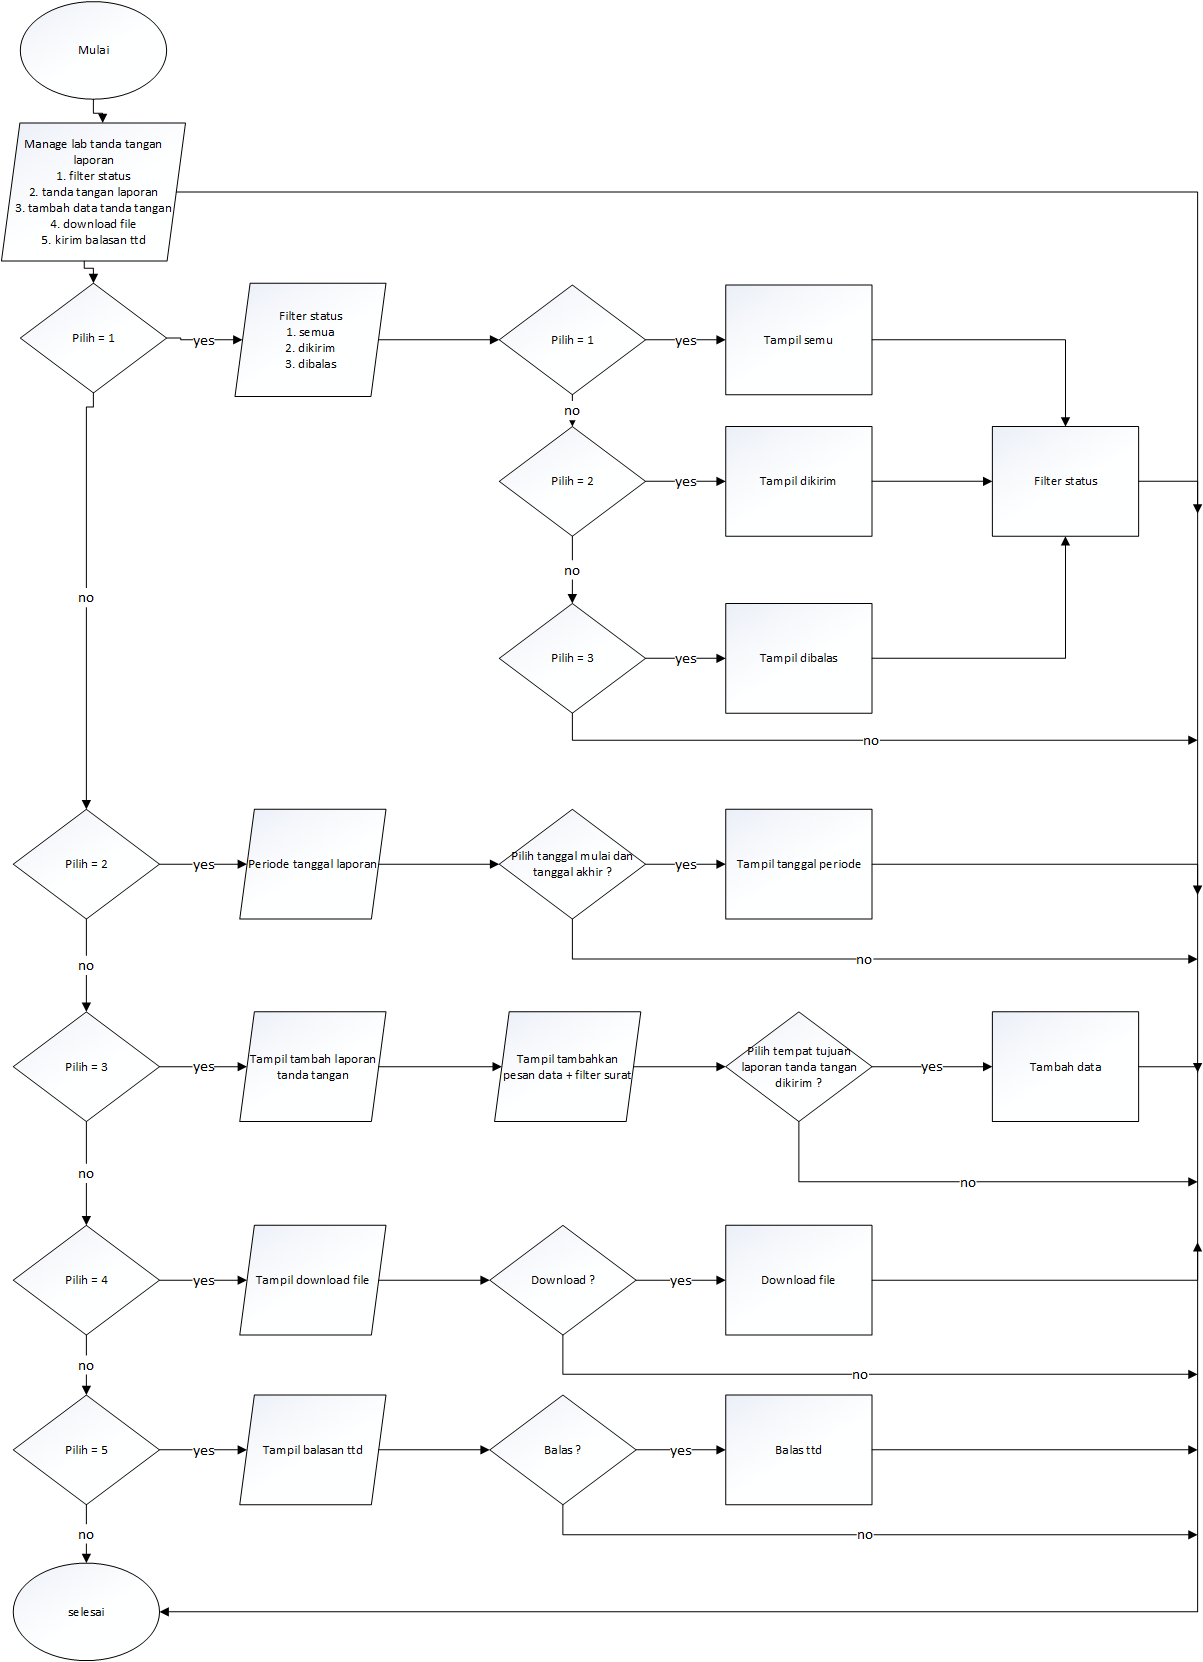 Mulai
Manage lab tanda tangan
laporan
1. filter status
2. tanda tangan laporan
3. tambah data tanda tangan
4. download file
5. kirim balasan ttd
Pilih = 1
yes
Filter status
1. semua
2. dikirim
3. dibalas
Pilih = 1
yes
Tampil semu
no
Pilih = 2
yes
Tampil dikirim
Filter status
no
no
Pilih = 3
yes
Tampil dibalas
no
Pilih = 2
yes
Periode tanggal laporan
Pilih tanggal mulai dan
tanggal akhir ?
yes
Tampil tanggal periode
no
no
Pilih = 3
yes
Tampil tambah laporan
tanda tangan
Tampil tambahkan
pesan data + filter surat
Pilih tempat tujuan
laporan tanda tangan
dikirim ?
yes
Tambah data
no
no
Pilih = 4
yes
Tampil download file
Download ?
yes
Download file
no
no
Pilih = 5
yes
Tampil balasan ttd
Balas ?
yes
Balas ttd
no
no
selesai